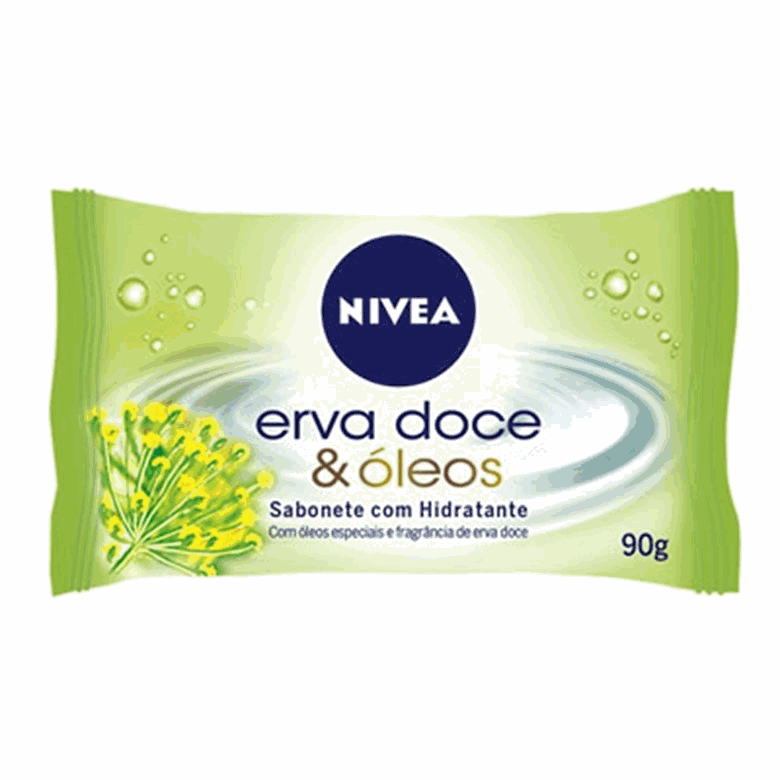 NIVEA
erva doce
& óleos
Sabonete com Hidratante
Com óleos especiais e fragrância de erva doce
90g